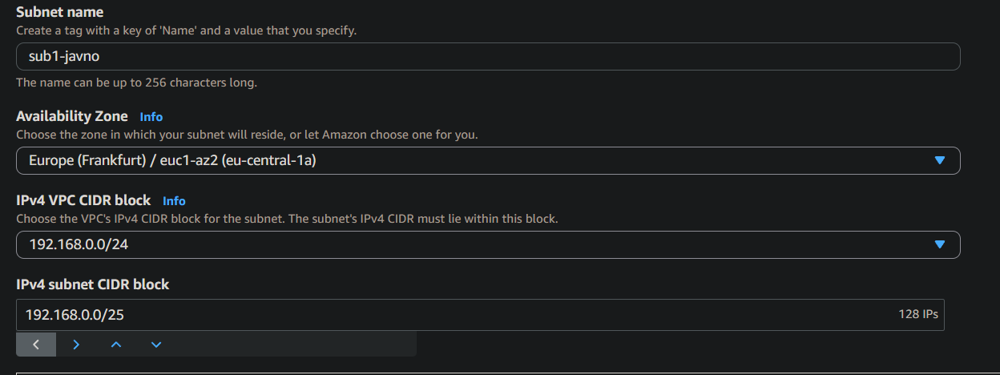 Subnet name
Create a tag with a key of 'Name' and a value that you specify.
sub1-javno
The name can be up to 256 characters long.
Availability Zone Info
Choose the zone in which your subnet will reside, or let Amazon choose one for you.
Europe (Frankfurt) / euc1-az2 (eu-central-1a)
IPv4 VPC CIDR block Info
Choose the VPC's IPv4 CIDR block for the subnet. The subnet's IPv4 CIDR must lie within this block.
192.168.0.0/24
IPv4 subnet CIDR block
192.168.0.0/25 128 IPs